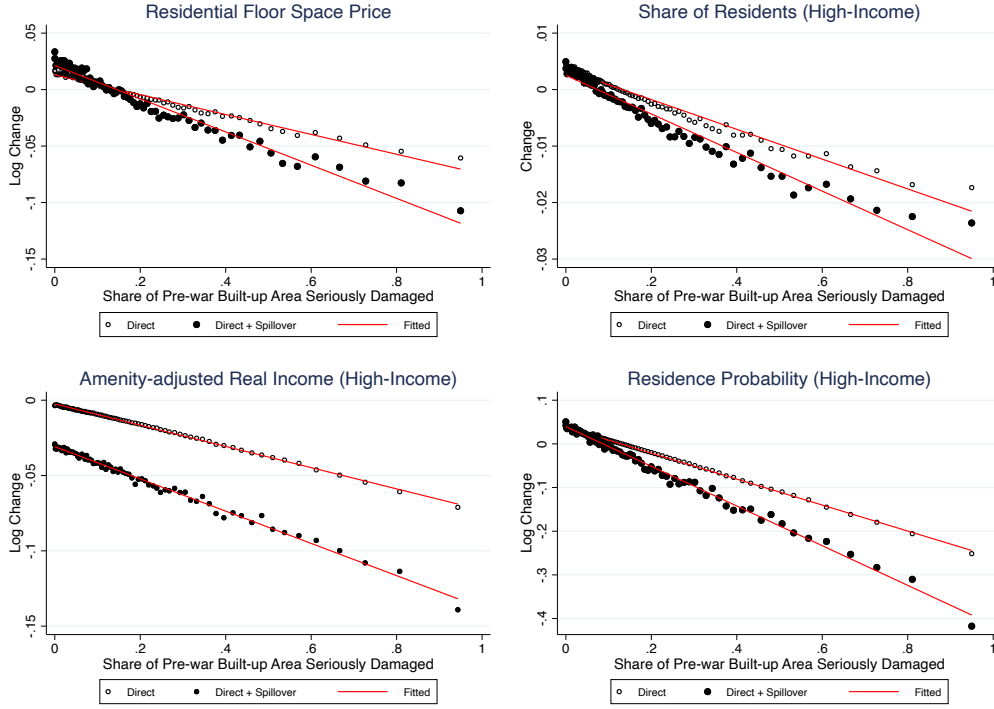 Residential Floor Space Price
.05
0
-.05
-.1
-.15
Log Change
0 .2 .4 .6 .8 1
Share of Pre-war Built-up Area Seriously Damaged
Direct Direct + Spillover Fitted
Share of Residents (High-Income)
.01
0
-.01
-.02
-.03
Change
0 .2 .4 .6 .8 1
Share of Pre-war Built-up Area Seriously Damaged
Direct Direct + Spillover Fitted
Amenity-adjusted Real Income (High-Income)
0
-.05
-.1
-.15
Log Change
0 .2 .4 .6 .8 1
Share of Pre-war Built-up Area Seriously Damaged
Direct Direct + Spillover Fitted
Residence Probability (High-Income)
.1
0
-.1
-.2
-.3
-.4
Log Change
0 .2 .4 .6 .8 1
Share of Pre-war Built-up Area Seriously Damaged
Direct Direct + Spillover Fitted